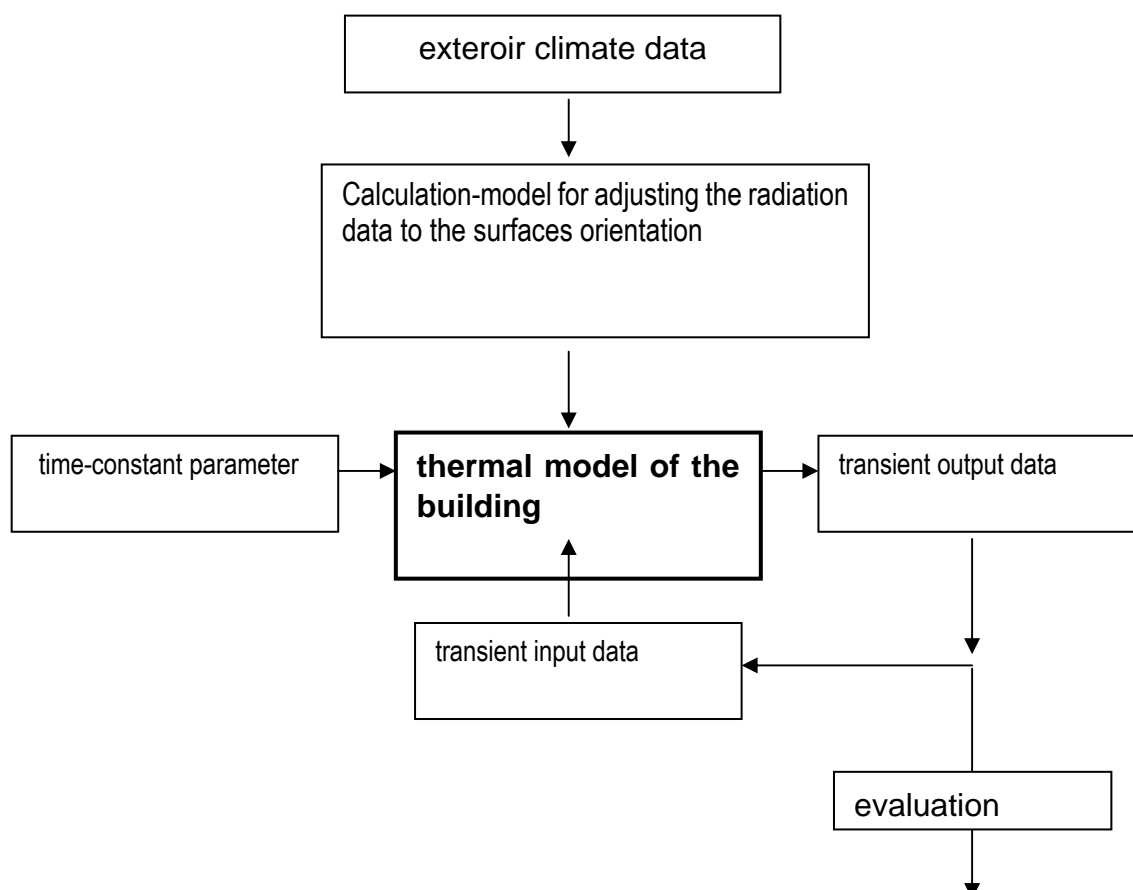 exteroir climate data
Calculation-model for adjusting the radiation
data to the surfaces orientation
time-constant parameter
thermal model of the
building
transient output data
transient input data
evaluation